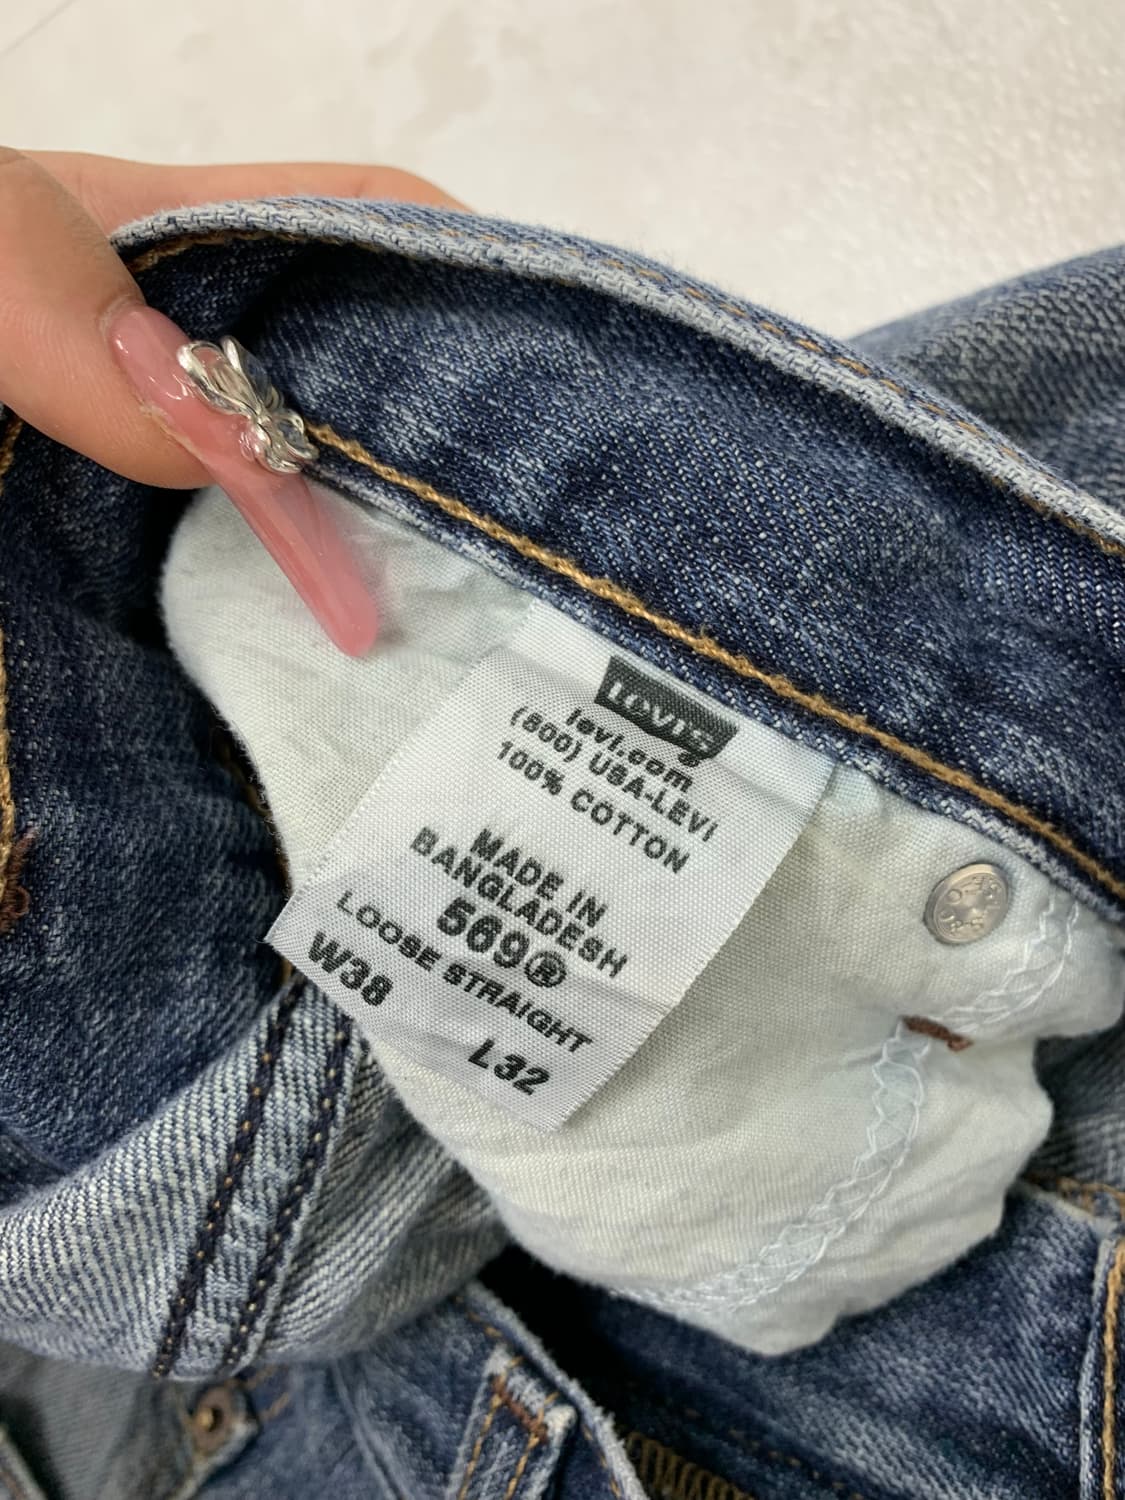 Levi's
levi.com
(800) USA-LEVI
100% COTTON
MADE IN
BANGLADESH
569®
LOOSE STRAIGHT
W38
L32